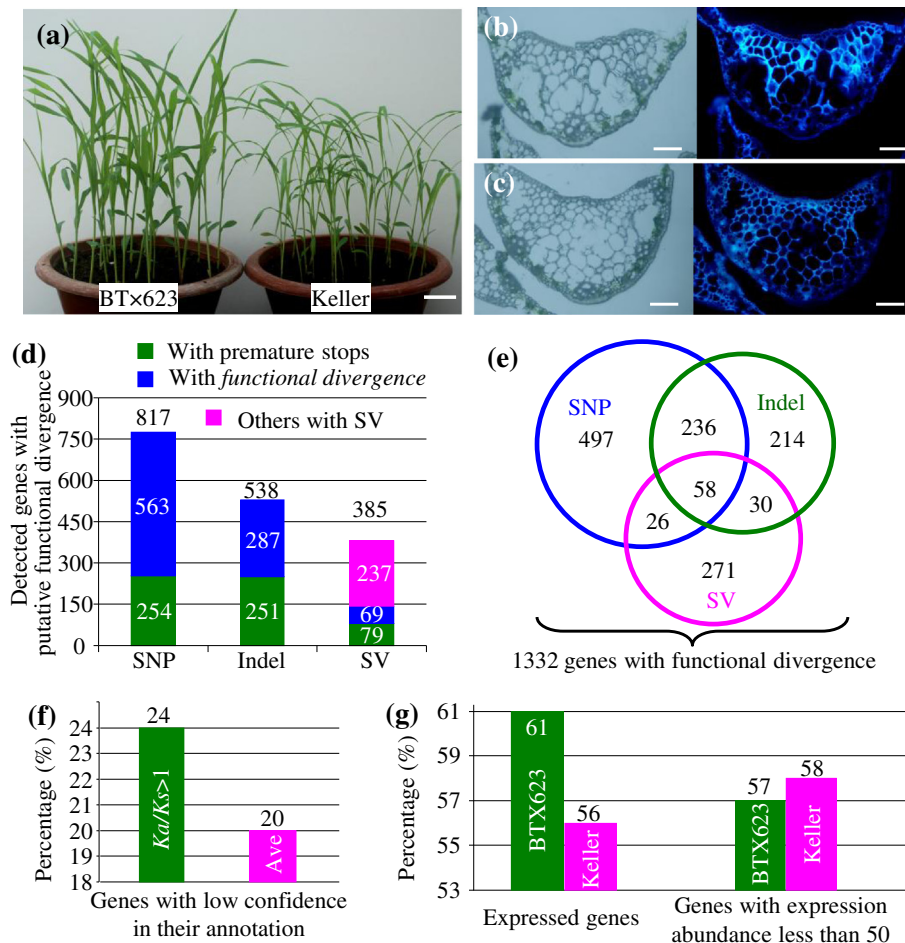 (a)
BT×623
Keller
(b)
(c)
(d)
With premature stops
With functional divergence
Others with SV
Detected genes with
putative functional divergence
900
750
600
450
300
150
0
817
563
254
SNP
538
287
251
Indel
385
237
69
79
SV
(e)
SNP
497
236
Indel
214
58
26
30
271
SV
1332 genes with functional divergence
(f)
Percentage (%)
24
23
22
21
20
19
18
24
Ka/Ks>1
20
Ave
Genes with low confidence
in their annotation
(g)
Percentage (%)
61
59
57
55
53
61
BTX623
56
Keller
Expressed genes
57
BTX623
58
Keller
Genes with expression
abundance less than 50